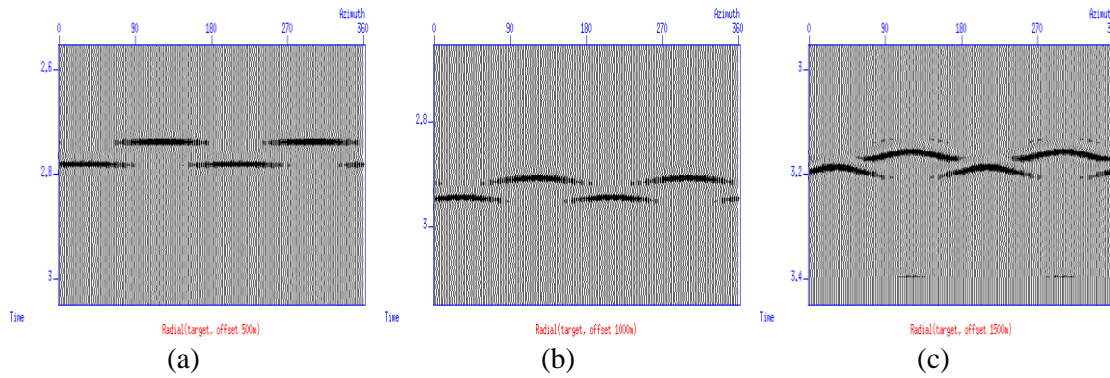 Azimuth
0 90 180 270 360
2,6
2,8
3
Time
Radial(target, offset 500m)
(a)
Azimuth
0 90 180 270 360
2,8
3
Time
Radial(target, offset 1000m)
(b)
Azimuth
0 90 180 270
3
3,2
3,4
Time
Radial(target, offset 1500m)
(c)